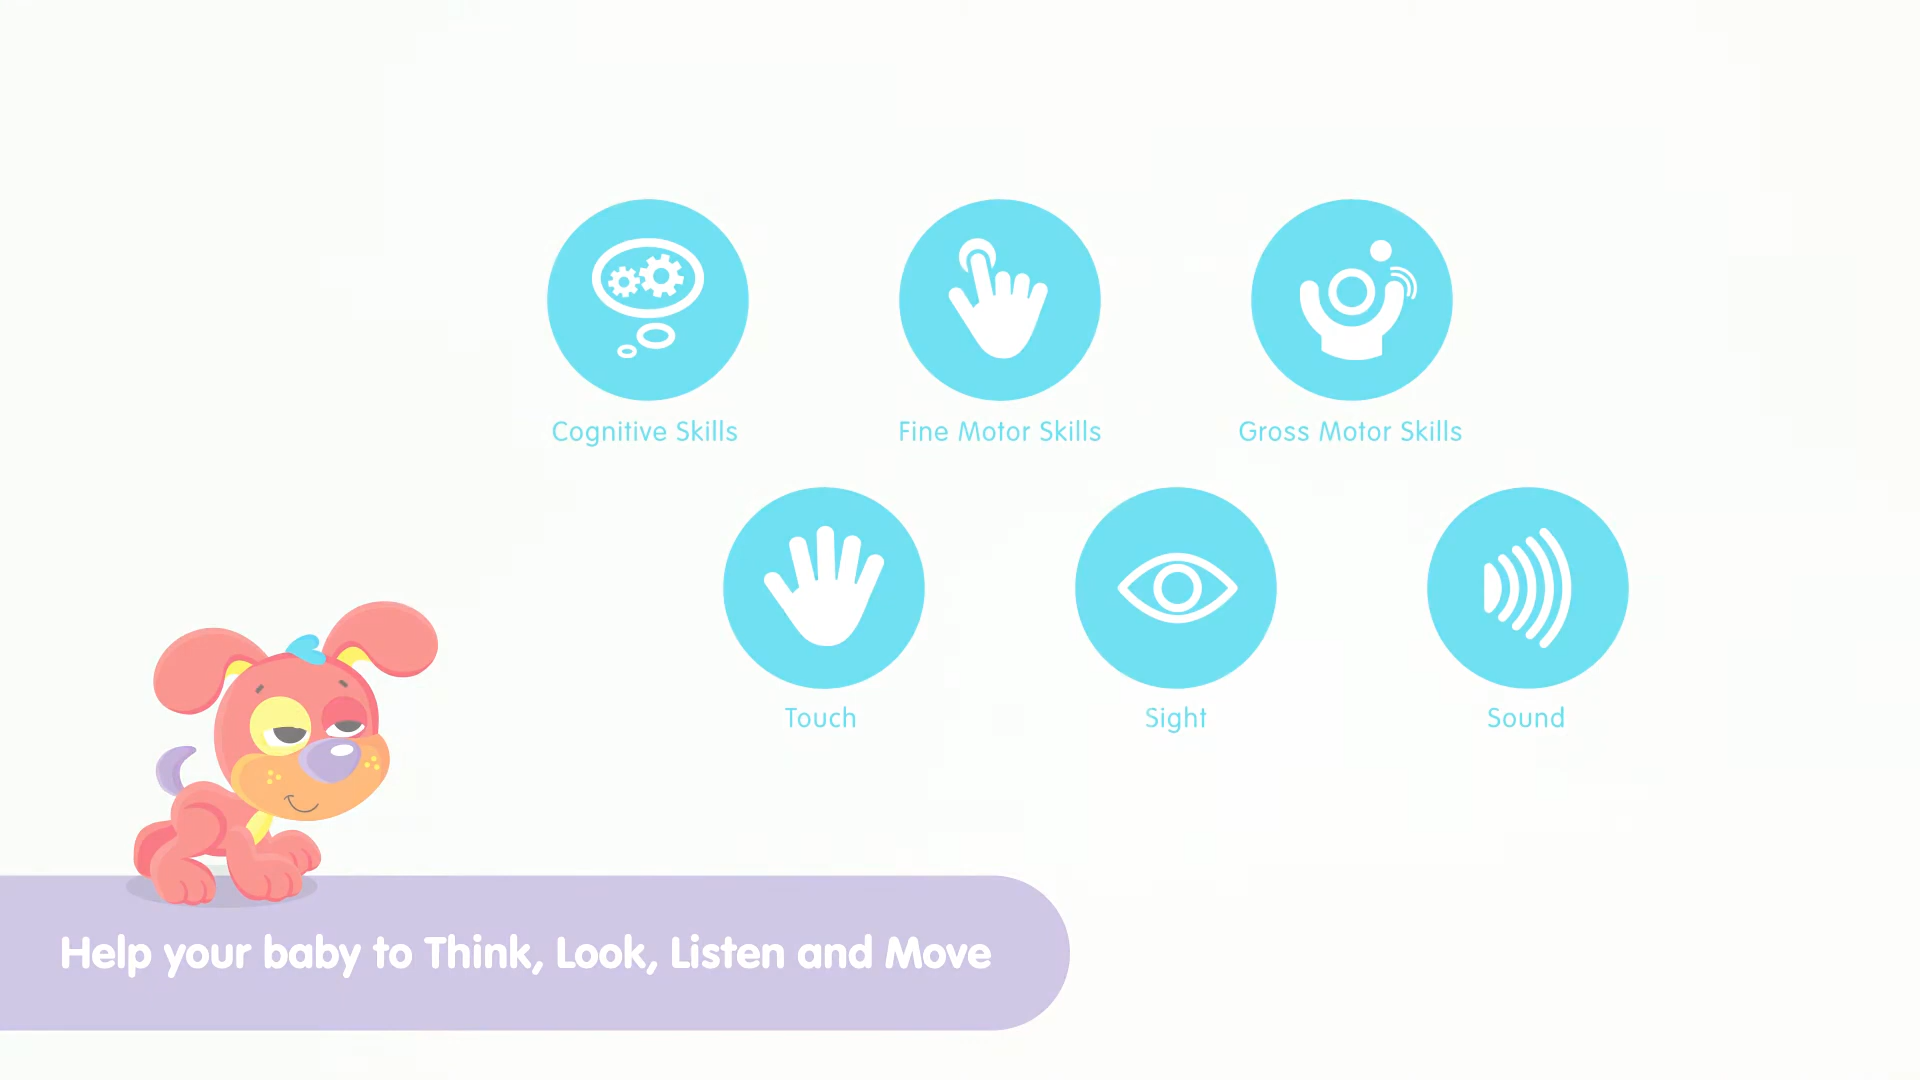 Cognitive Skills
Fine Motor Skills
Gross Motor Skills
Touch
Sight
Sound
Help your baby to Think, Look, Listen and Move